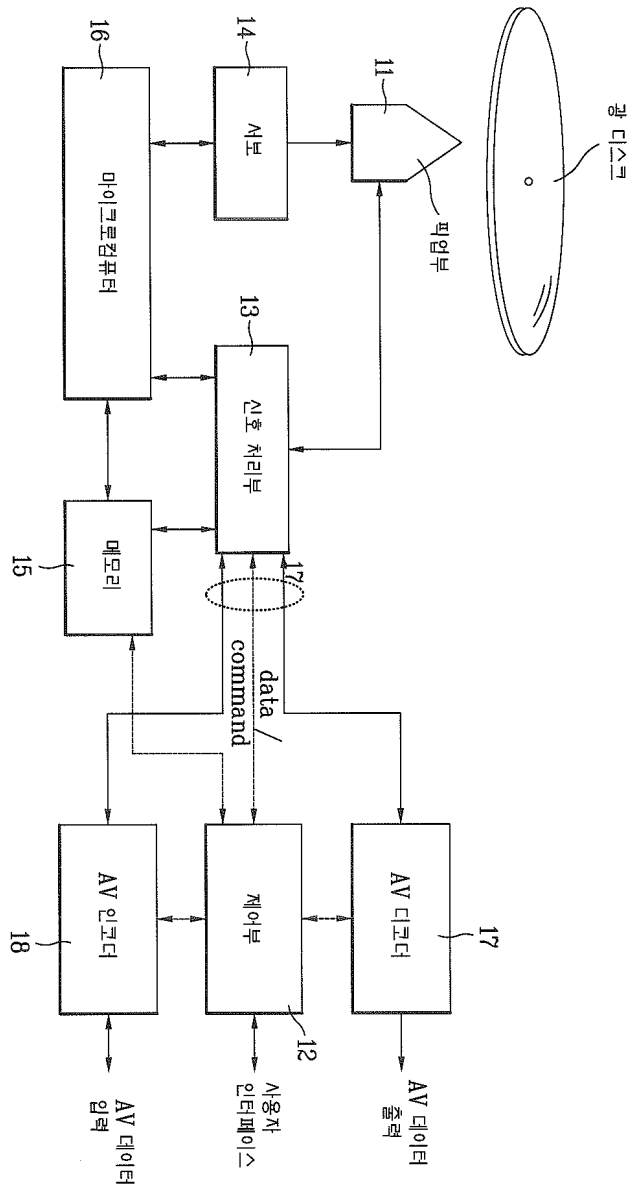 광 디스크
픽업부
11
17
AV 디코더
AV 데이터
출력
14
서보
13
신호 처리부
17
data
command
12
제어부
사용자
인터페이스
16
마이크로컴퓨터
메모리
15
AV 인코더
18
AV 데이터
입력